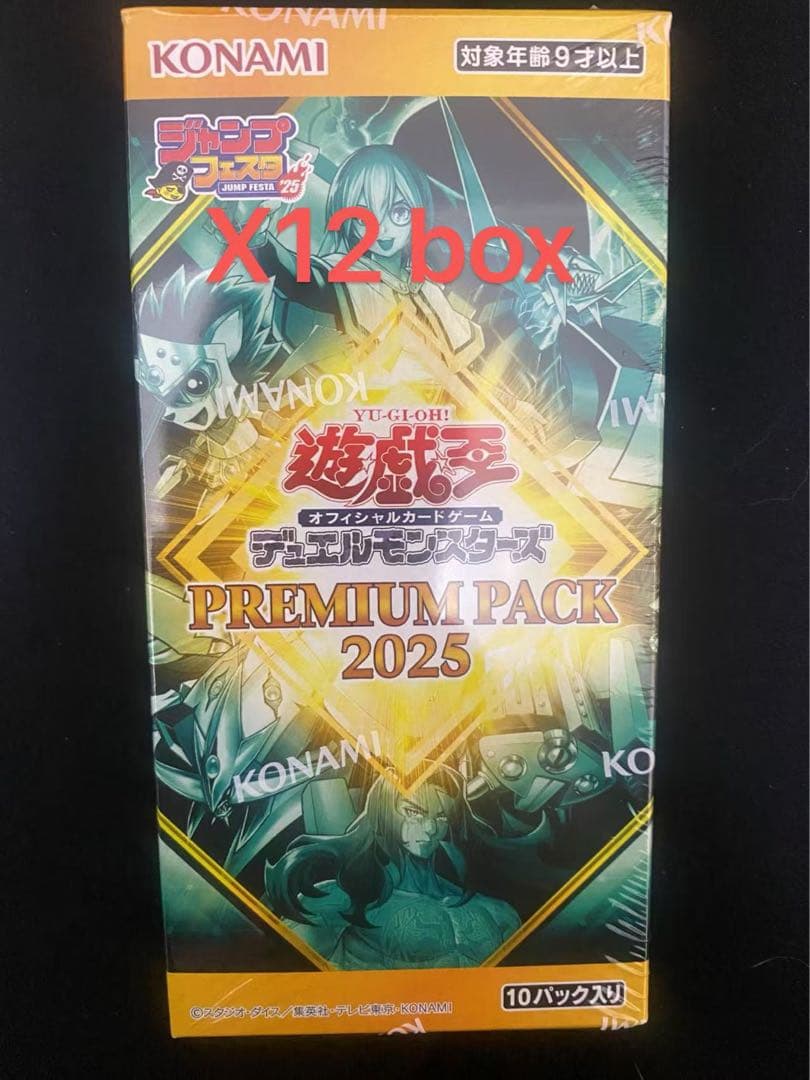 KONAMI
対象年齢9才以上
KONAMI
ジャンプ
フェスタ
JUMP FESTA '25
X12 box
KONAMI
KONAMI
YU-GI-OH!
遊戯王
オフィシャルカードゲーム
デュエルモンスターズ
PREMIUM PACK
2025
KONAMI
KO
10パック入り
©スタジオ・ダイス/集英社・テレビ東京・KONAMI
KONAMI